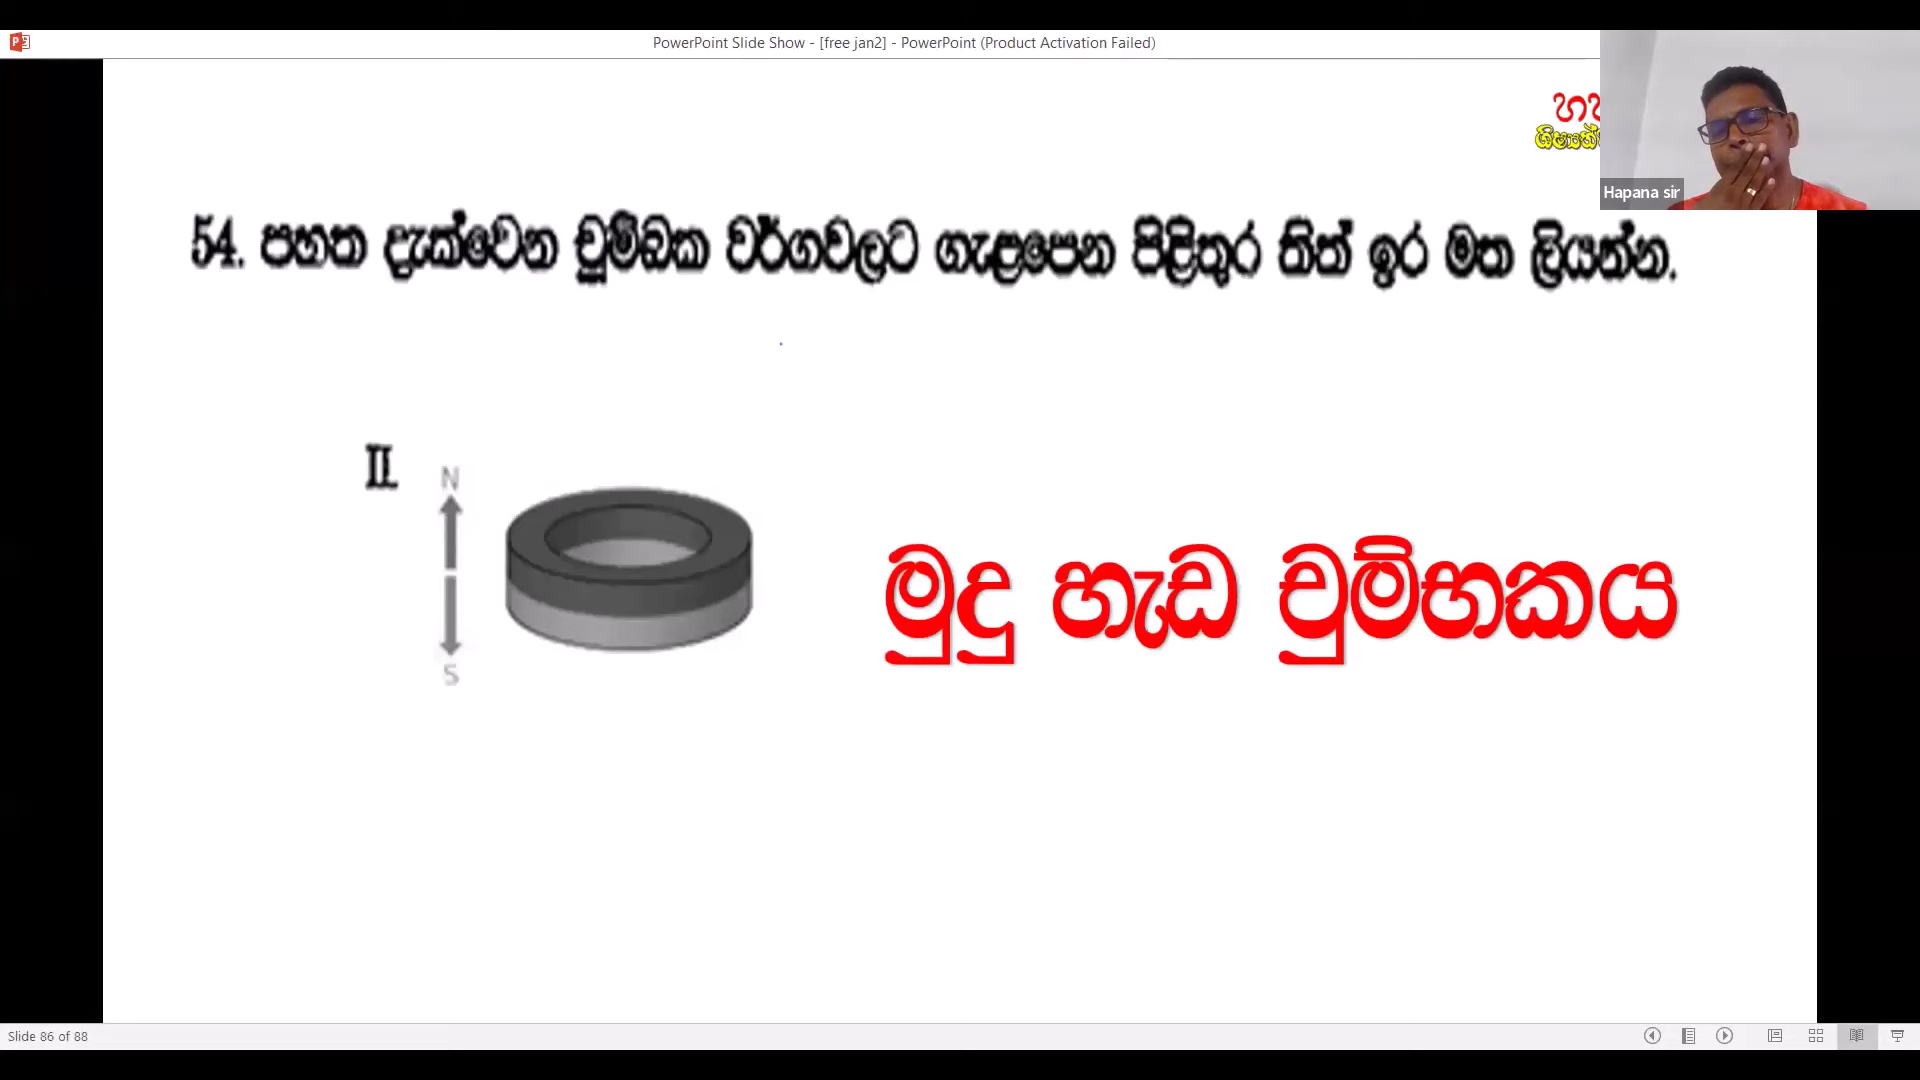 PowerPoint Slide Show - [free jan2] - PowerPoint (Product Activation Failed)
Hapana sir
54. පහත දැක්වෙන චුම්බක වර්ගවලට ගැළපෙන පිළිතුර තිත් ඉර මත ලියන්න.
II.
N
S
මුදු හැඩ චුම්භකය
Slide 86 of 88